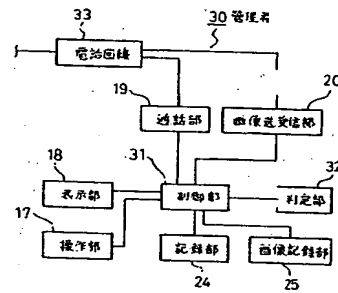 33
30 管理者
電話回線
19
20
通話部
画像送受信部
18
31
32
表示部
制御部
判定部
17
操作部
記録部
画像記録部
24
25